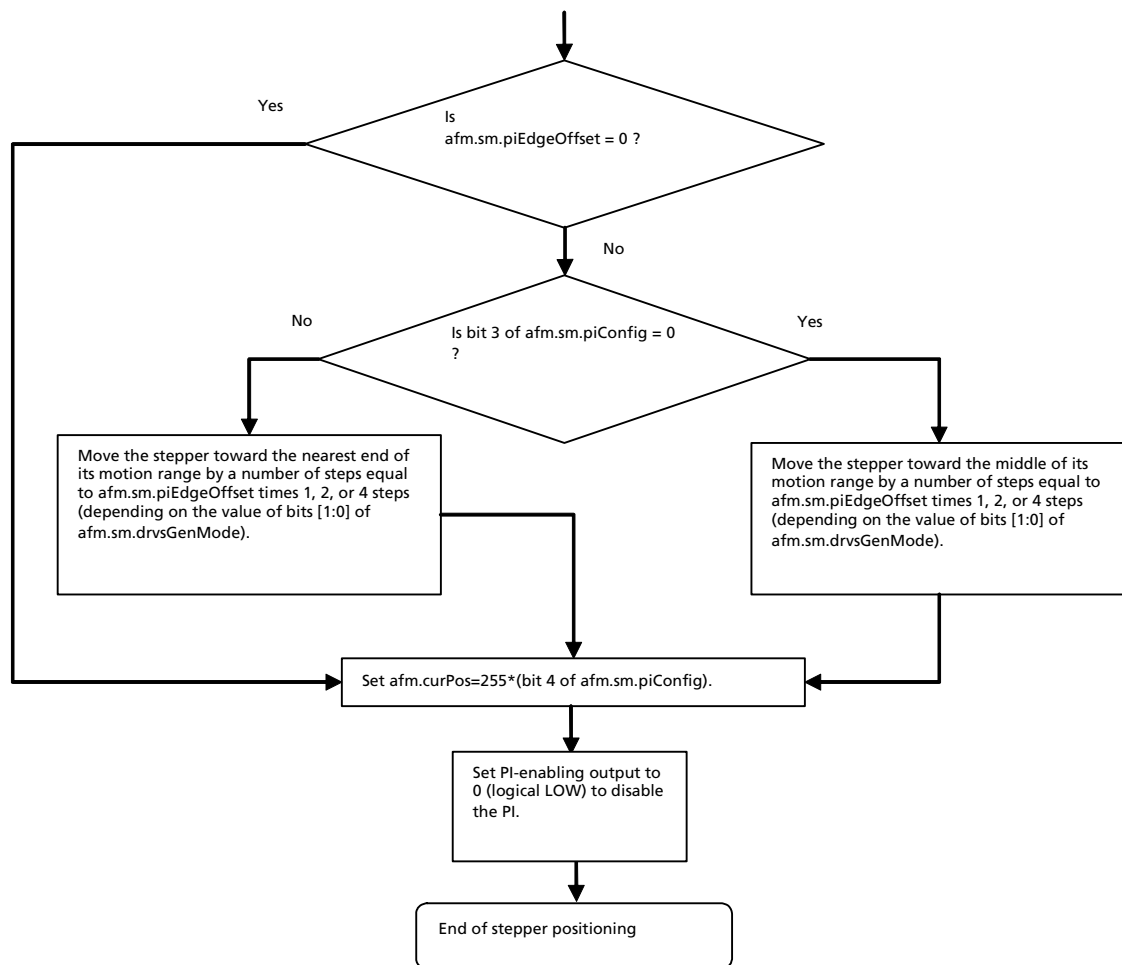 Yes
Is
afm.sm.piEdgeOffset = 0 ?
No
No
Is bit 3 of afm.sm.piConfig = 0
?
Yes
Move the stepper toward the nearest end of
its motion range by a number of steps equal
to afm.sm.piEdgeOffset times 1, 2, or 4 steps
(depending on the value of bits [1:0] of
afm.sm.drvsGenMode).
Move the stepper toward the middle of its
motion range by a number of steps equal to
afm.sm.piEdgeOffset times 1, 2, or 4 steps
(depending on the value of bits [1:0] of
afm.sm.drvsGenMode).
Set afm.curPos=255*(bit 4 of afm.sm.piConfig).
Set PI-enabling output to
0 (logical LOW) to disable
the PI.
End of stepper positioning